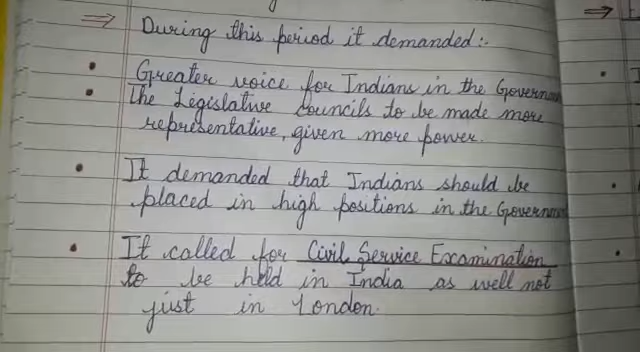 ⇒ During this period it demanded:-
• Greater voice for Indians in the Governm
• The Legislative councils to be made more
representative, given more power.
• It demanded that Indians should be
placed in high positions in the Governm
• It called for Civil Service Examination
to be held in India as well not
just in London.